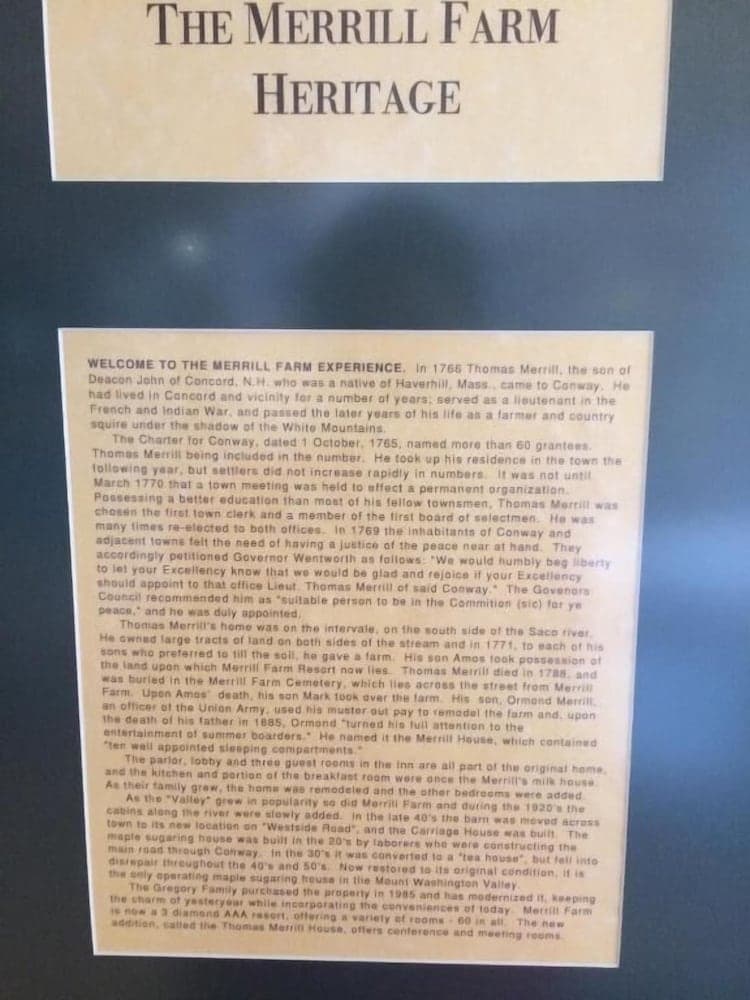 THE MERRILL FARM
HERITAGE
WELCOME TO THE MERRILL FARM EXPERIENCE. In 1766 Thomas Merrill, the son of
Deacon John of Concord, N.H. who was a native of Haverhill, Mass., came to Conway. He
had lived in Concord and vicinity for a number of years; served as a lieutenant in the
French and Indian War, and passed the later years of his life as a farmer and country
squire under the shadow of the White Mountains.
The Charter for Conway, dated 1 October, 1765, named more than 60 grantees.
Thomas Merrill being included in the number. He took up his residence in the town the
following year, but settlers did not increase rapidly in numbers. It was not until
March 1770 that a town meeting was held to effect a permanent organization.
Possessing a better education than most of his fellow townsmen, Thomas Merrill was
chosen the first town clerk and a member of the first board of selectmen. He was
many times re-elected to both offices. In 1769 the inhabitants of Conway and
adjacent towns felt the need of having a justice of the peace near at hand. They
accordingly petitioned Governor Wentworth as follows: "We would humbly beg liberty
to let your Excellency know that we would be glad and rejoice if your Excellency
should appoint to that office Lieut. Thomas Merrill of said Conway." The Govenors
Council recommended him as "suitable person to be in the Commition (sic) for ye
peace," and he was duly appointed.
Thomas Merrill's home was on the intervale, on the south side of the Saco river.
He owned large tracts of land on both sides of the stream and in 1771, to each of his
sons who preferred to till the soil, he gave a farm. His son Amos took possession of
the land upon which Merrill Farm Resort now lies. Thomas Merrill died in 1788, and
was buried in the Merrill Farm Cemetery, which lies across the street from Merrill
Farm. Upon Amos' death, his son Mark took over the farm. His son, Ormond Merrill,
an officer of the Union Army, used his muster out pay to remodel the farm and, upon
the death of his father in 1885, Ormond "turned his full attention to the
entertainment of summer boarders." He named it the Merrill House, which contained
"ten well appointed sleeping compartments."
The parlor, lobby and three guest rooms in the Inn are all part of the original home,
and the kitchen and portion of the breakfast room were once the Merrill's milk house.
As their family grew, the home was remodeled and the other bedrooms were added.
As the "Valley" grew in popularity so did Merrill Farm and during the 1920's the
cabins along the river were slowly added. In the late 40's the barn was moved across
town to its new location on "Westside Road", and the Carriage House was built. The
maple sugaring house was built in the 20's by laborers who were constructing the
main road through Conway. In the 30's it was converted to a "tea house", but fell into
disrepair throughout the 40's and 50's. Now restored to its original condition, it is
the only operating maple sugaring house in the Mount Washington Valley.
The Gregory Family purchased the property in 1985 and has modernized it, keeping
the charm of yesteryear while incorporating the conveniences of today. Merrill Farm
is now a 3 diamond AAA resort, offering a variety of rooms - 60 in all. The new
addition, called the Thomas Merrill House, offers conference and meeting rooms.